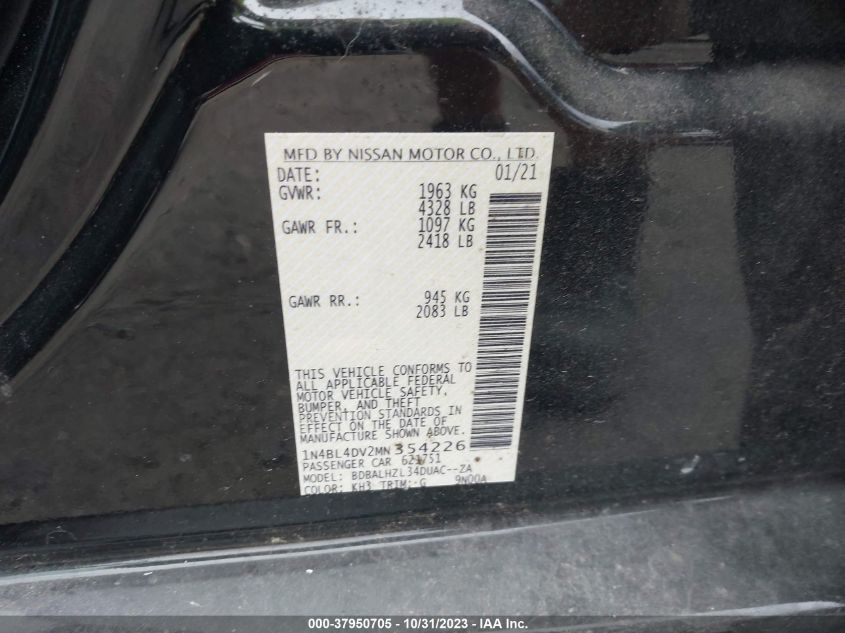 MFD BY NISSAN MOTOR CO., LTD.
DATE: 01/21
GVWR: 1963 KG
4328 LB
GAWR FR.: 1097 KG
2418 LB
GAWR RR.: 945 KG
2083 LB
THIS VEHICLE CONFORMS TO
ALL APPLICABLE FEDERAL
MOTOR VEHICLE SAFETY,
BUMPER, AND THEFT
PREVENTION STANDARDS IN
EFFECT ON THE DATE OF
MANUFACTURE SHOWN ABOVE.
1N4BL4DV2MN354226
PASSENGER CAR 621751
MODEL: BDBALHZL34DUAC--ZA
COLOR: KH3 TRIM: G 9N00A
000-37950705 - 10/31/2023 - IAA, Inc.